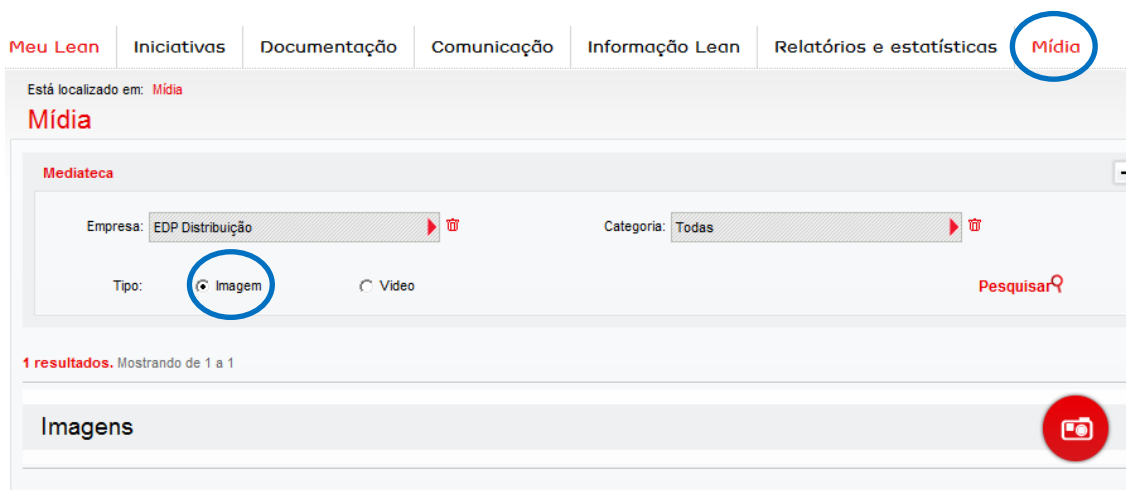 Meu Lean Iniciativas Documentação Comunicação Informação Lean Relatórios e estatísticas Mídia
Está localizado em: Mídia
Mídia
Mediateca
Empresa: EDP Distribuição Categoria: Todas
Tipo: Imagem Video Pesquisar
1 resultados. Mostrando de 1 a 1
Imagens